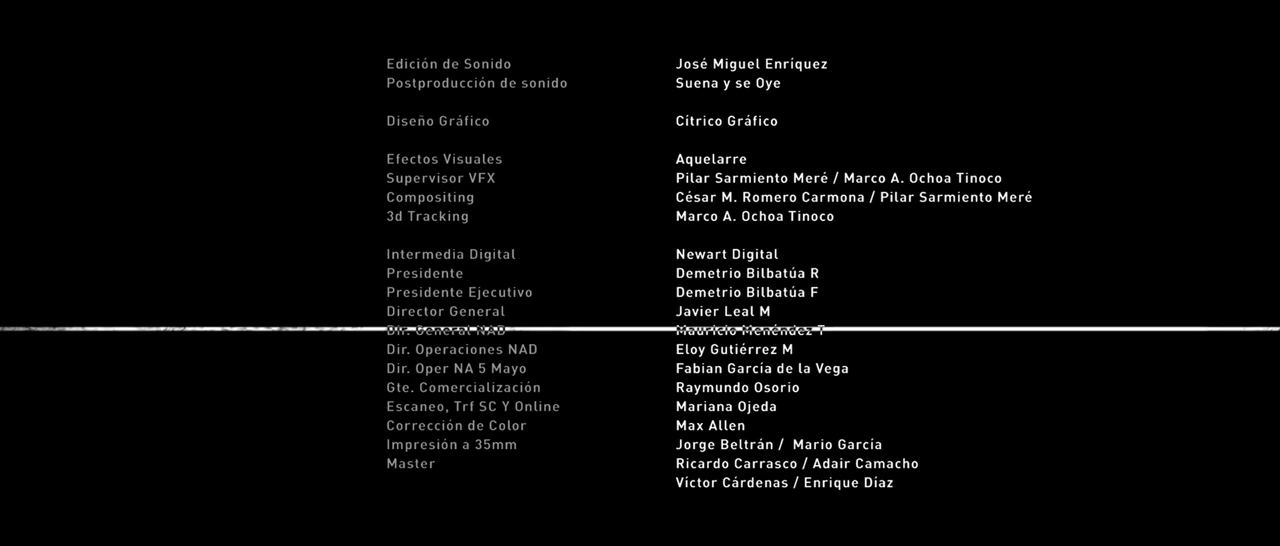 Edición de Sonido José Miguel Enríquez
Postproducción de sonido Suena y se Oye
Diseño Gráfico Cítrico Gráfico
Efectos Visuales Aquelarre
Supervisor VFX Pilar Sarmiento Meré / Marco A. Ochoa Tinoco
Compositing César M. Romero Carmona / Pilar Sarmiento Meré
3d Tracking Marco A. Ochoa Tinoco
Intermedia Digital Newart Digital
Presidente Demetrio Bilbatúa R
Presidente Ejecutivo Demetrio Bilbatúa F
Director General Javier Leal M
Dir. General NAD Mauricio Menéndez T
Dir. Operaciones NAD Eloy Gutiérrez M
Dir. Oper NA 5 Mayo Fabian García de la Vega
Gte. Comercialización Raymundo Osorio
Escaneo, Trf SC Y Online Mariana Ojeda
Corrección de Color Max Allen
Impresión a 35mm Jorge Beltrán / Mario García
Master Ricardo Carrasco / Adair Camacho
Víctor Cárdenas / Enrique Díaz